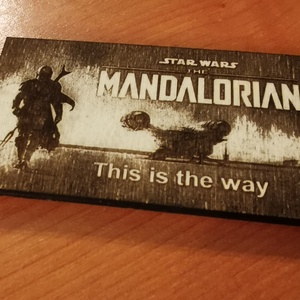 STAR WARS
THE
MANDALORIAN
This is the way